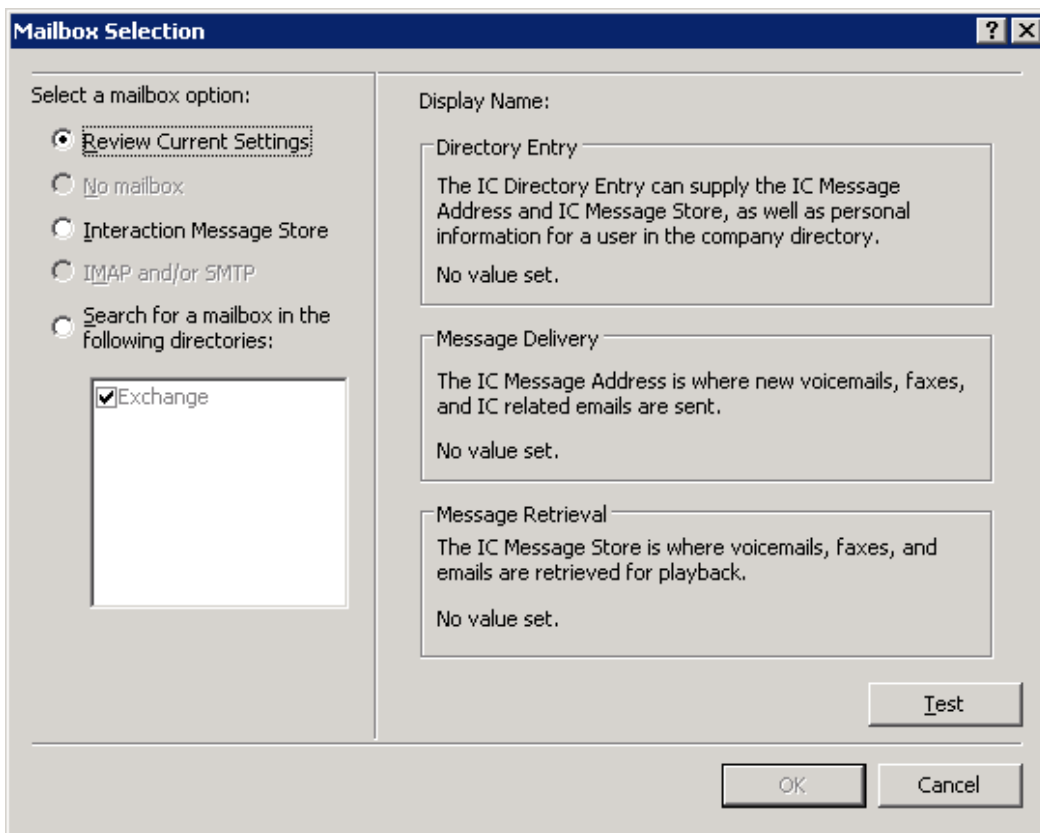 Mailbox Selection
Select a mailbox option:
Review Current Settings
No mailbox
Interaction Message Store
IMAP and/or SMTP
Search for a mailbox in the
following directories:
Exchange
Display Name:
Directory Entry
The IC Directory Entry can supply the IC Message
Address and IC Message Store, as well as personal
information for a user in the company directory.
No value set.
Message Delivery
The IC Message Address is where new voicemails, faxes,
and IC related emails are sent.
No value set.
Message Retrieval
The IC Message Store is where voicemails, faxes, and
emails are retrieved for playback.
No value set.
Test
OK
Cancel